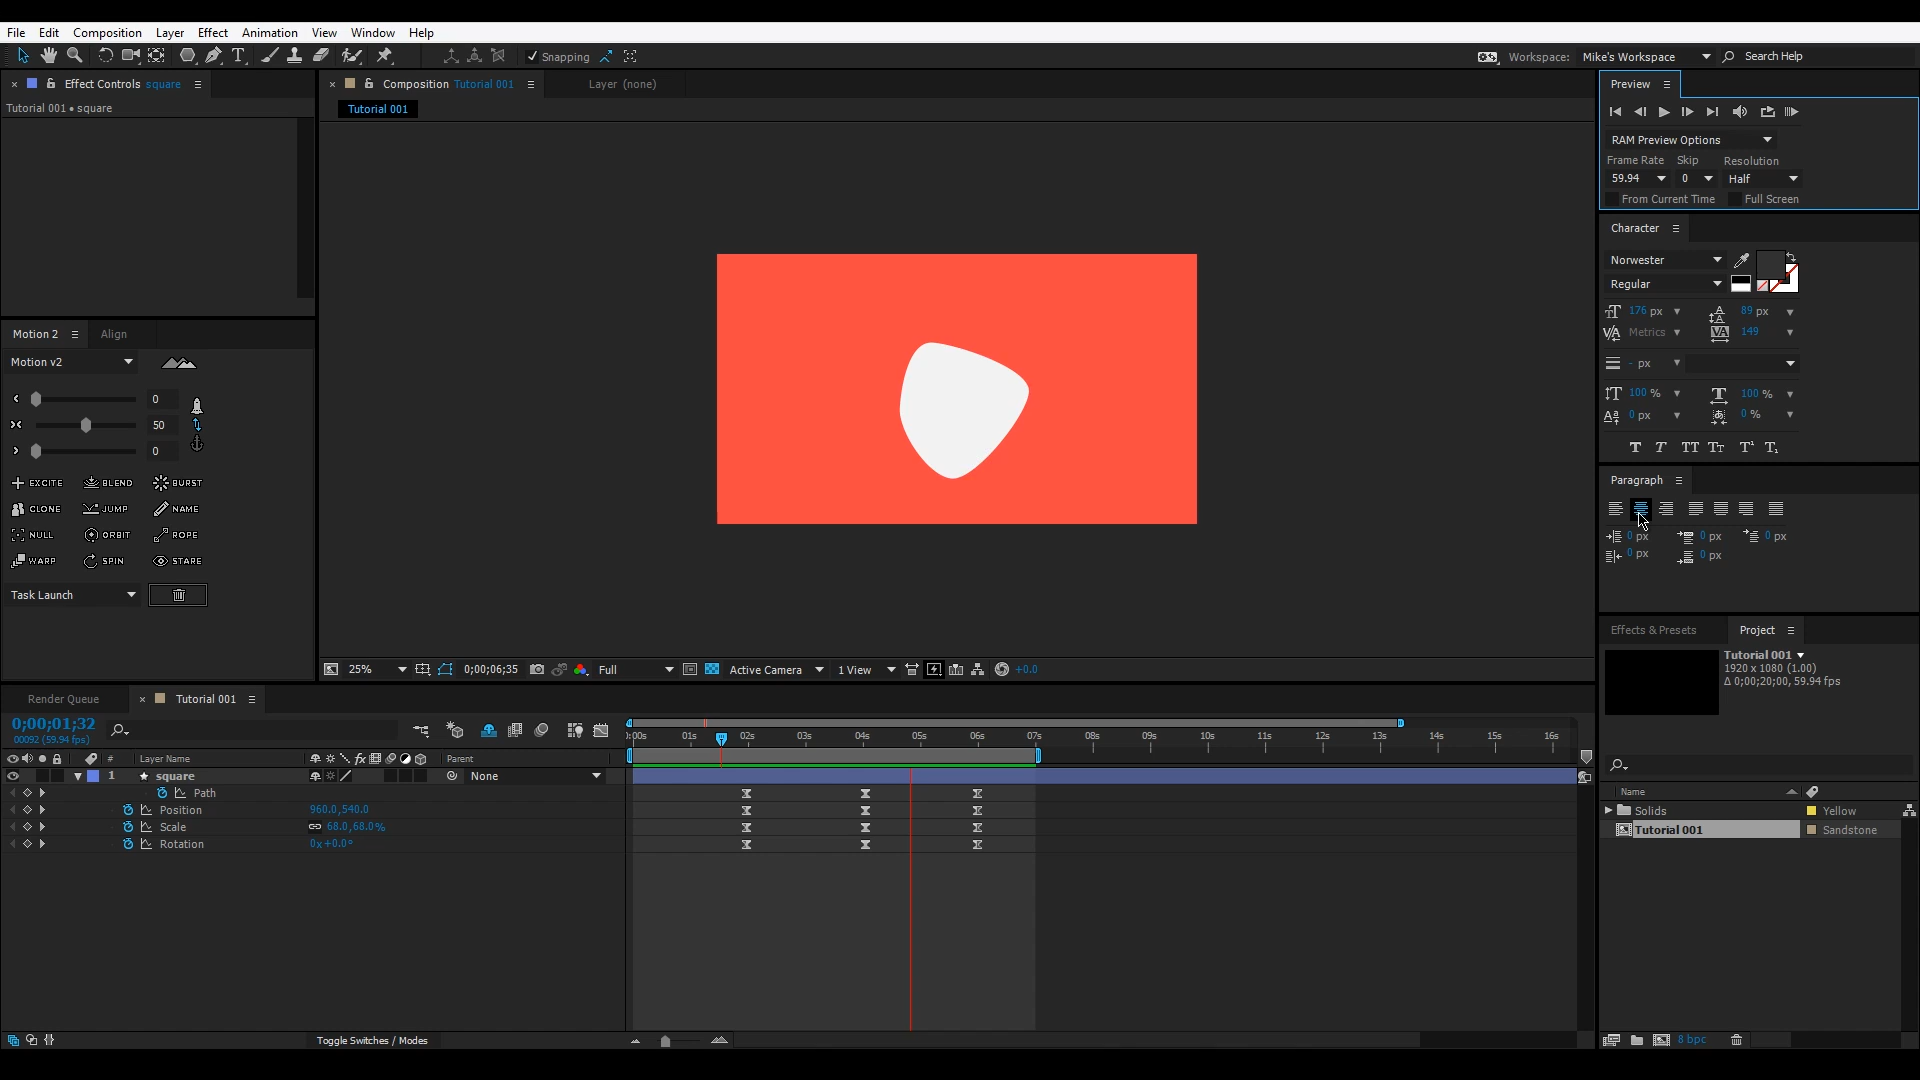 File Edit Composition Layer Effect Animation View Window Help
Snapping
Workspace: Mike's Workspace
Search Help
Effect Controls square
Tutorial 001 • square
Composition Tutorial 001
Layer (none)
Tutorial 001
Motion 2 Align
Motion v2
0
50
0
EXCITE BLEND BURST
CLONE JUMP NAME
NULL ORBIT ROPE
WARP SPIN STARE
Task Launch
25% 0;00;06;35 Full Active Camera 1 View +0.0
Preview
RAM Preview Options
Frame Rate Skip Resolution
59.94 0 Half
From Current Time Full Screen
Character
Norwester
Regular
176 px 89 px
Metrics 149
- px
100 % 100 %
0 px 0 %
T T TT Tt T¹ T₁
Paragraph
0 px 0 px 0 px
0 px 0 px
Effects & Presets Project
Tutorial 001
1920 x 1080 (1.00)
Δ 0;00;20;00, 59.94 fps
Name
Solids Yellow
Tutorial 001 Sandstone
8 bpc
Render Queue Tutorial 001
0;00;01;32
00092 (59.94 fps)
):00s 01s 02s 03s 04s 05s 06s 07s 08s 09s 10s 11s 12s 13s 14s 15s 16s
# Layer Name Parent
1 square None
Path
Position 960.0,540.0
Scale 68.0,68.0%
Rotation 0x+0.0°
Toggle Switches / Modes